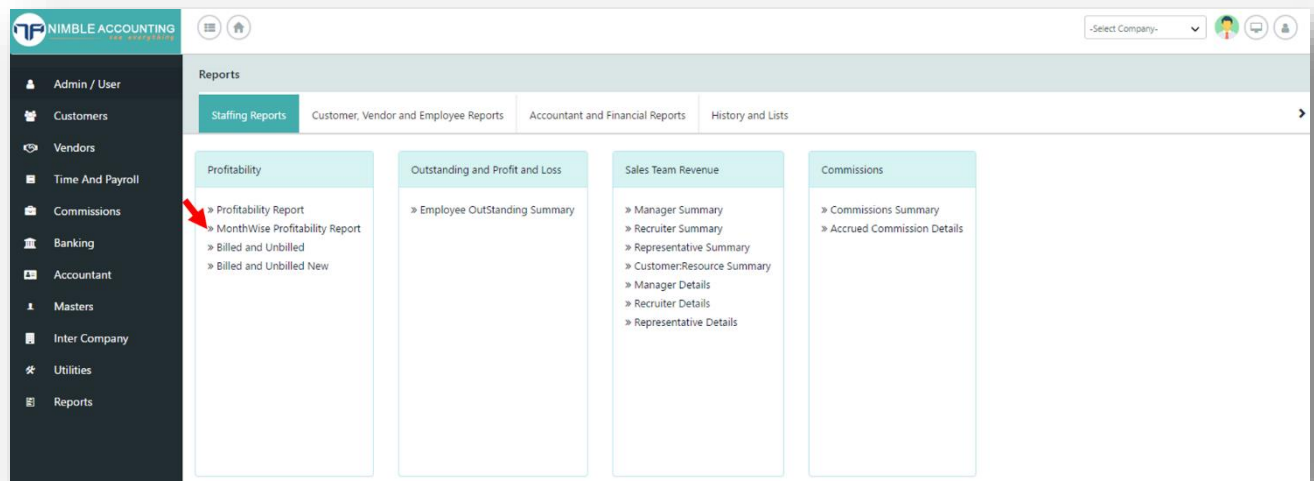 NIMBLE ACCOUNTING
see everything
-Select Company-
Admin / User
Customers
Vendors
Time And Payroll
Commissions
Banking
Accountant
Masters
Inter Company
Utilities
Reports
Reports
Staffing Reports
Customer, Vendor and Employee Reports
Accountant and Financial Reports
History and Lists
Profitability
» Profitability Report
» MonthWise Profitability Report
» Billed and Unbilled
» Billed and Unbilled New
Outstanding and Profit and Loss
» Employee OutStanding Summary
Sales Team Revenue
» Manager Summary
» Recruiter Summary
» Representative Summary
» Customer:Resource Summary
» Manager Details
» Recruiter Details
» Representative Details
Commissions
» Commissions Summary
» Accrued Commission Details